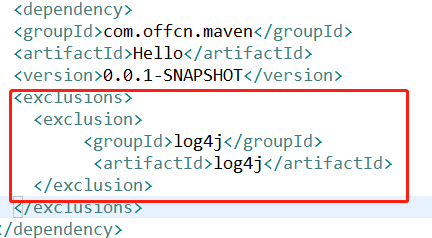 <dependency>
<groupId>com.offcn.maven</groupId>
<artifactId>Hello</artifactId>
<version>0.0.1-SNAPSHOT</version>
<exclusions>
<exclusion>
<groupId>log4j</groupId>
<artifactId>log4j</artifactId>
</exclusion>
</exclusions>
</dependency>